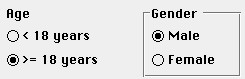 Age
< 18 years
>= 18 years
Gender
Male
Female